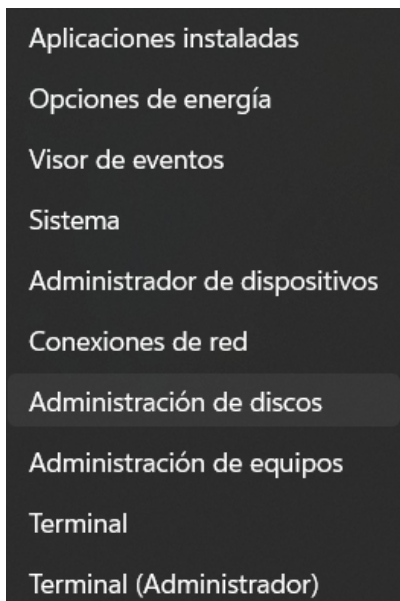 Aplicaciones instaladas
Opciones de energía
Visor de eventos
Sistema
Administrador de dispositivos
Conexiones de red
Administración de discos
Administración de equipos
Terminal
Terminal (Administrador)